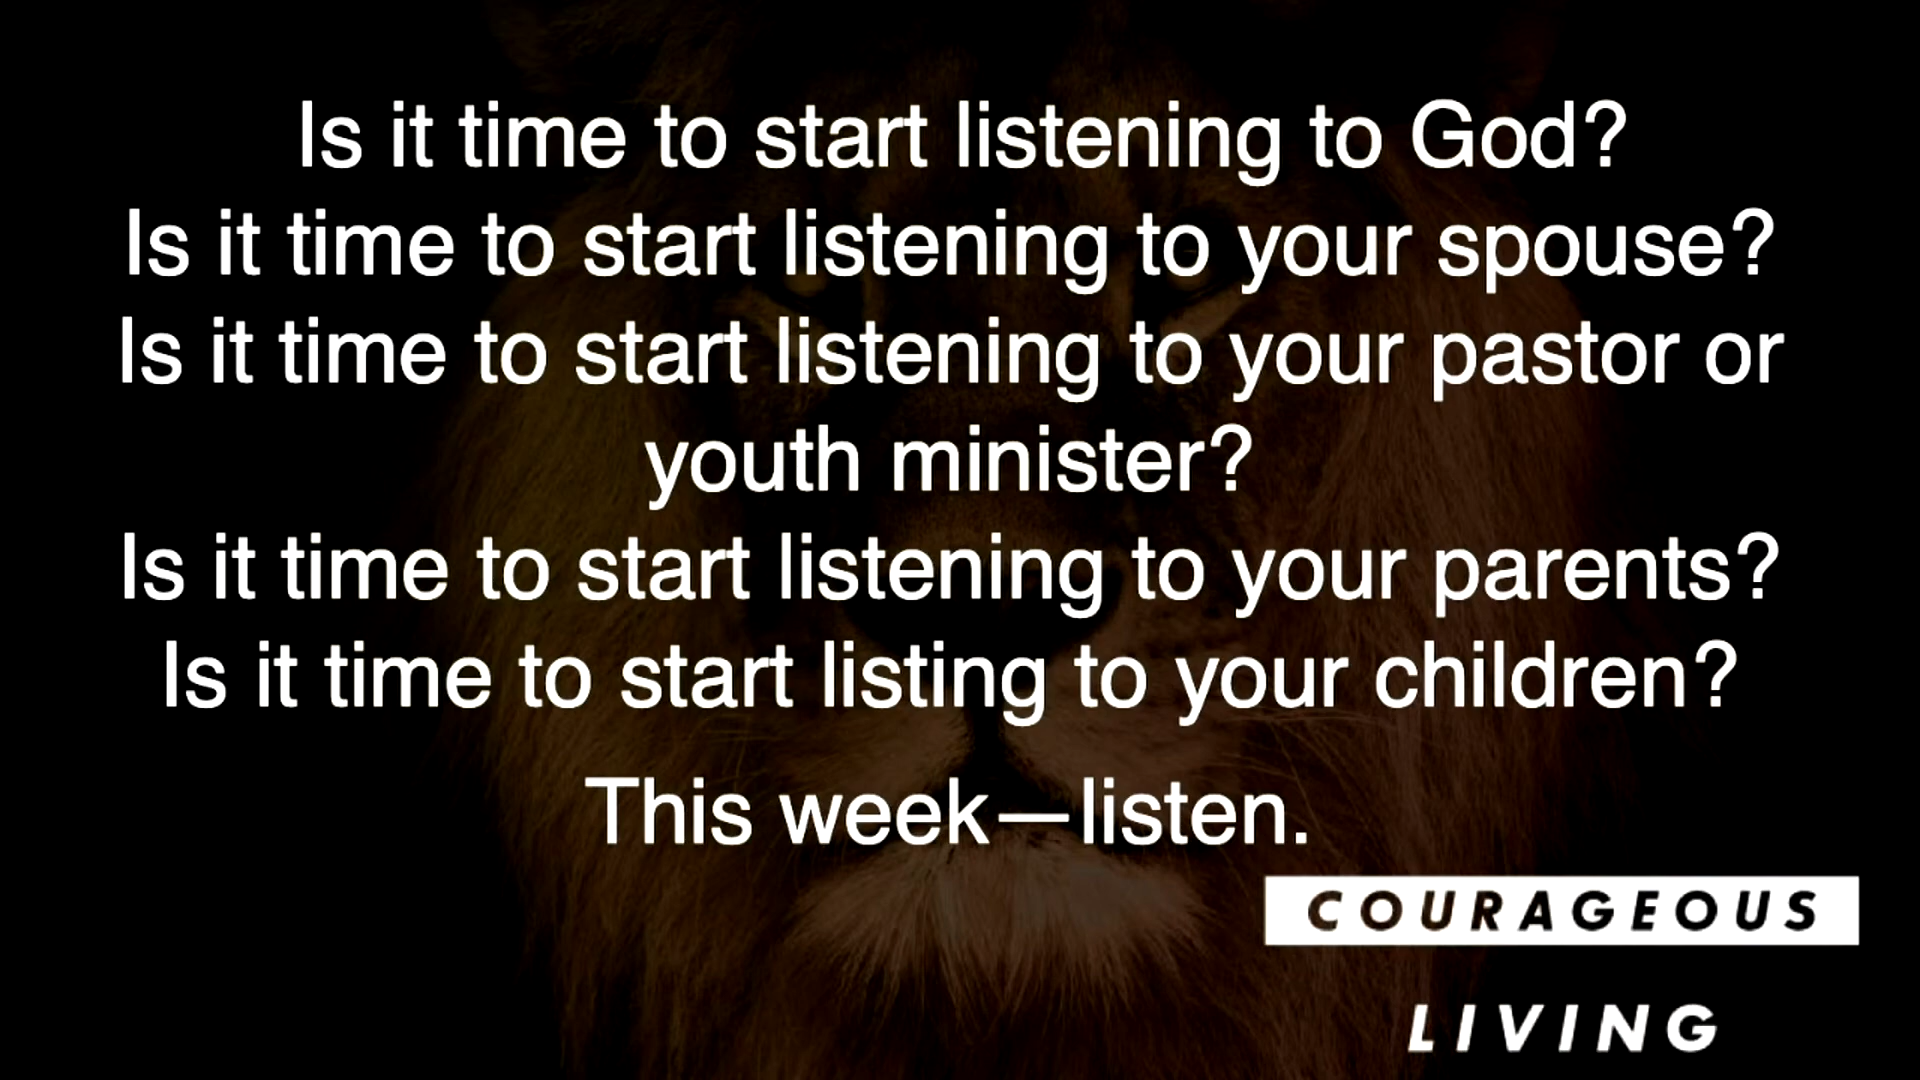 Is it time to start listening to God?
Is it time to start listening to your spouse?
Is it time to start listening to your pastor or
youth minister?
Is it time to start listening to your parents?
Is it time to start listing to your children?
This week—listen.
COURAGEOUS
LIVING